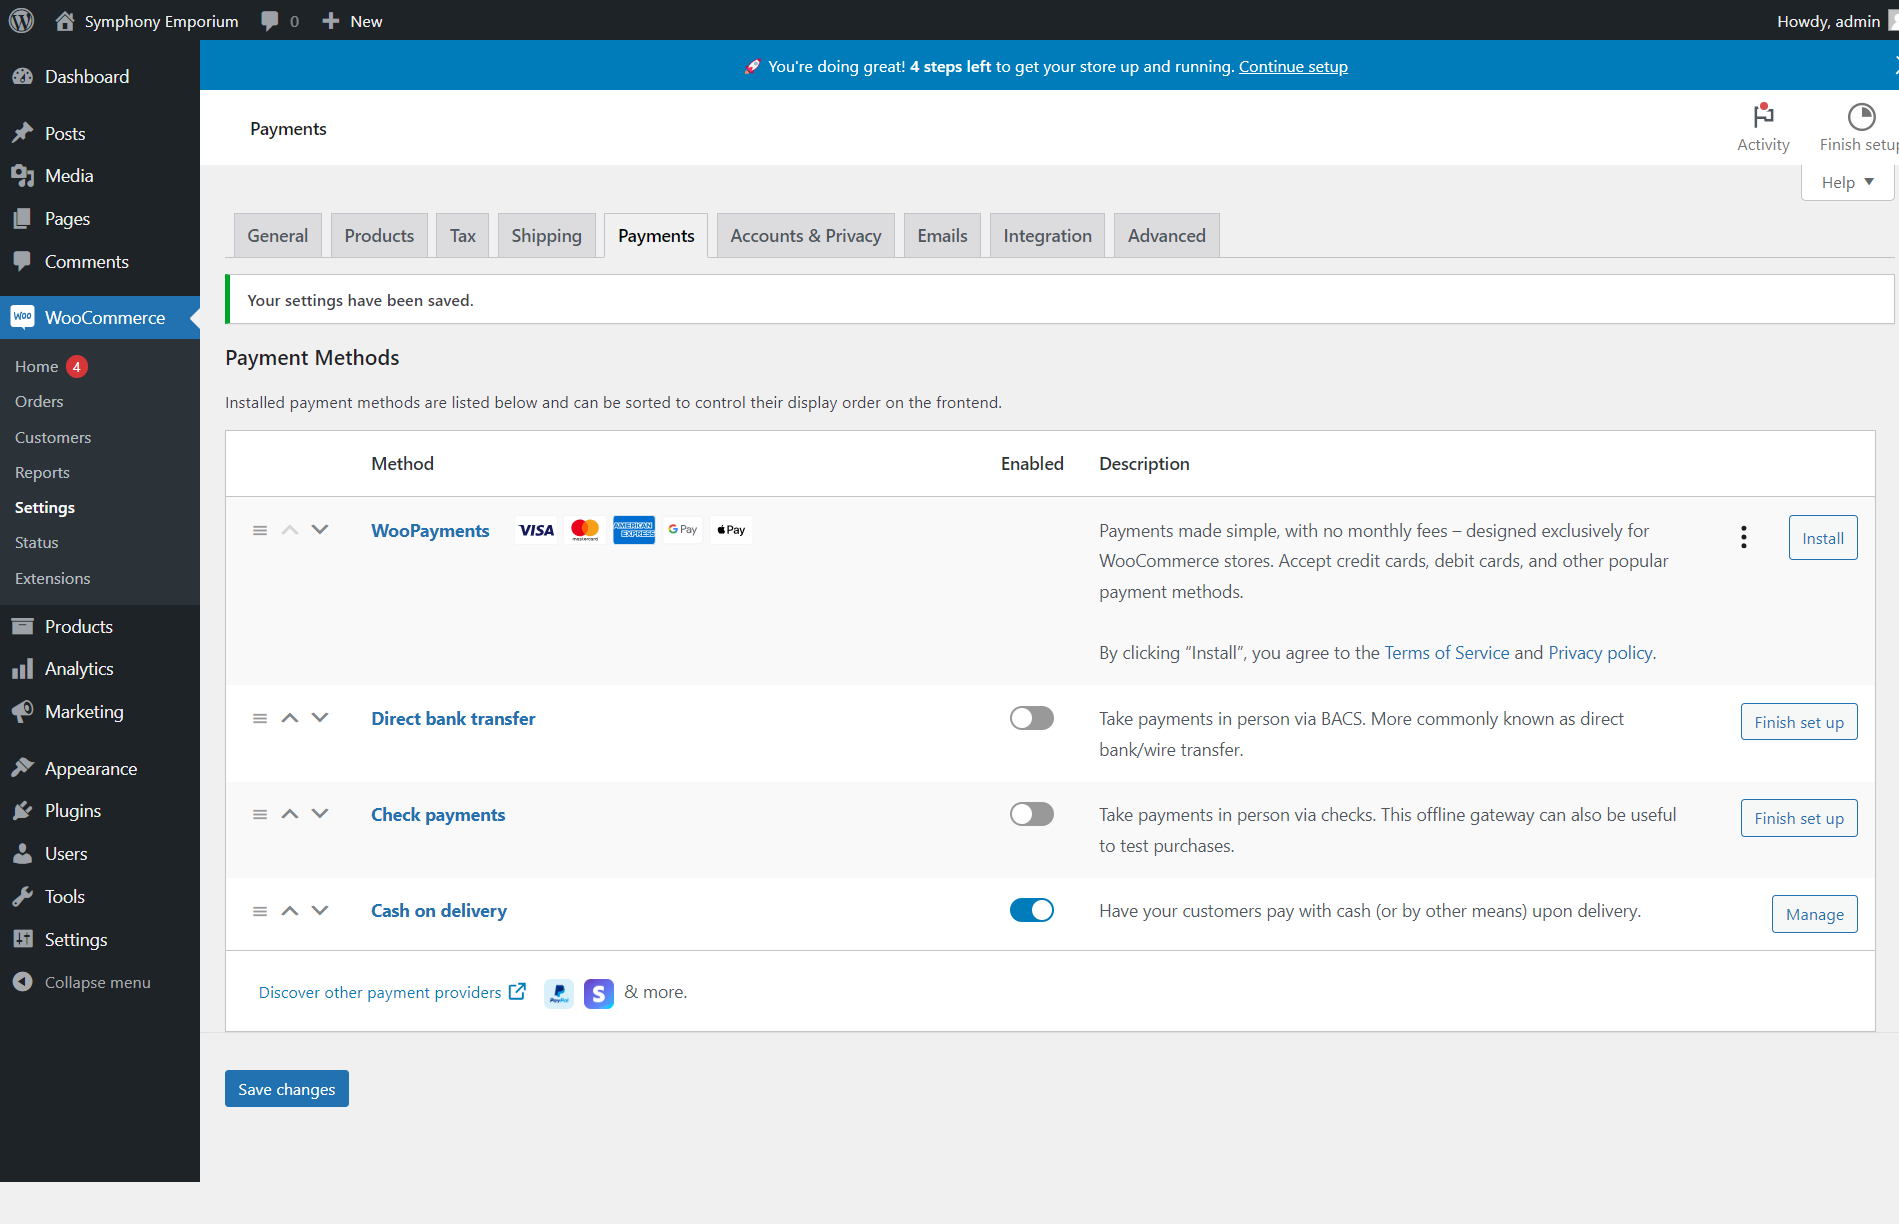 Symphony Emporium
0
New
Howdy, admin
Dashboard
Posts
Media
Pages
Comments
Woo
WooCommerce
Home 4
Orders
Customers
Reports
Settings
Status
Extensions
Products
Analytics
Marketing
Appearance
Plugins
Users
Tools
Settings
Collapse menu
You're doing great! 4 steps left to get your store up and running. Continue setup
Payments
Activity
Finish setup
Help
General
Products
Tax
Shipping
Payments
Accounts & Privacy
Emails
Integration
Advanced
Your settings have been saved.
Payment Methods
Installed payment methods are listed below and can be sorted to control their display order on the frontend.
Method
Enabled
Description
WooPayments
VISA
mastercard
AMERICAN
EXPRESS
G Pay
Pay
Payments made simple, with no monthly fees – designed exclusively for
WooCommerce stores. Accept credit cards, debit cards, and other popular
payment methods.
By clicking “Install”, you agree to the Terms of Service and Privacy policy.
Install
Direct bank transfer
Take payments in person via BACS. More commonly known as direct
bank/wire transfer.
Finish set up
Check payments
Take payments in person via checks. This offline gateway can also be useful
to test purchases.
Finish set up
Cash on delivery
Have your customers pay with cash (or by other means) upon delivery.
Manage
Discover other payment providers
PayPal
S
& more.
Save changes